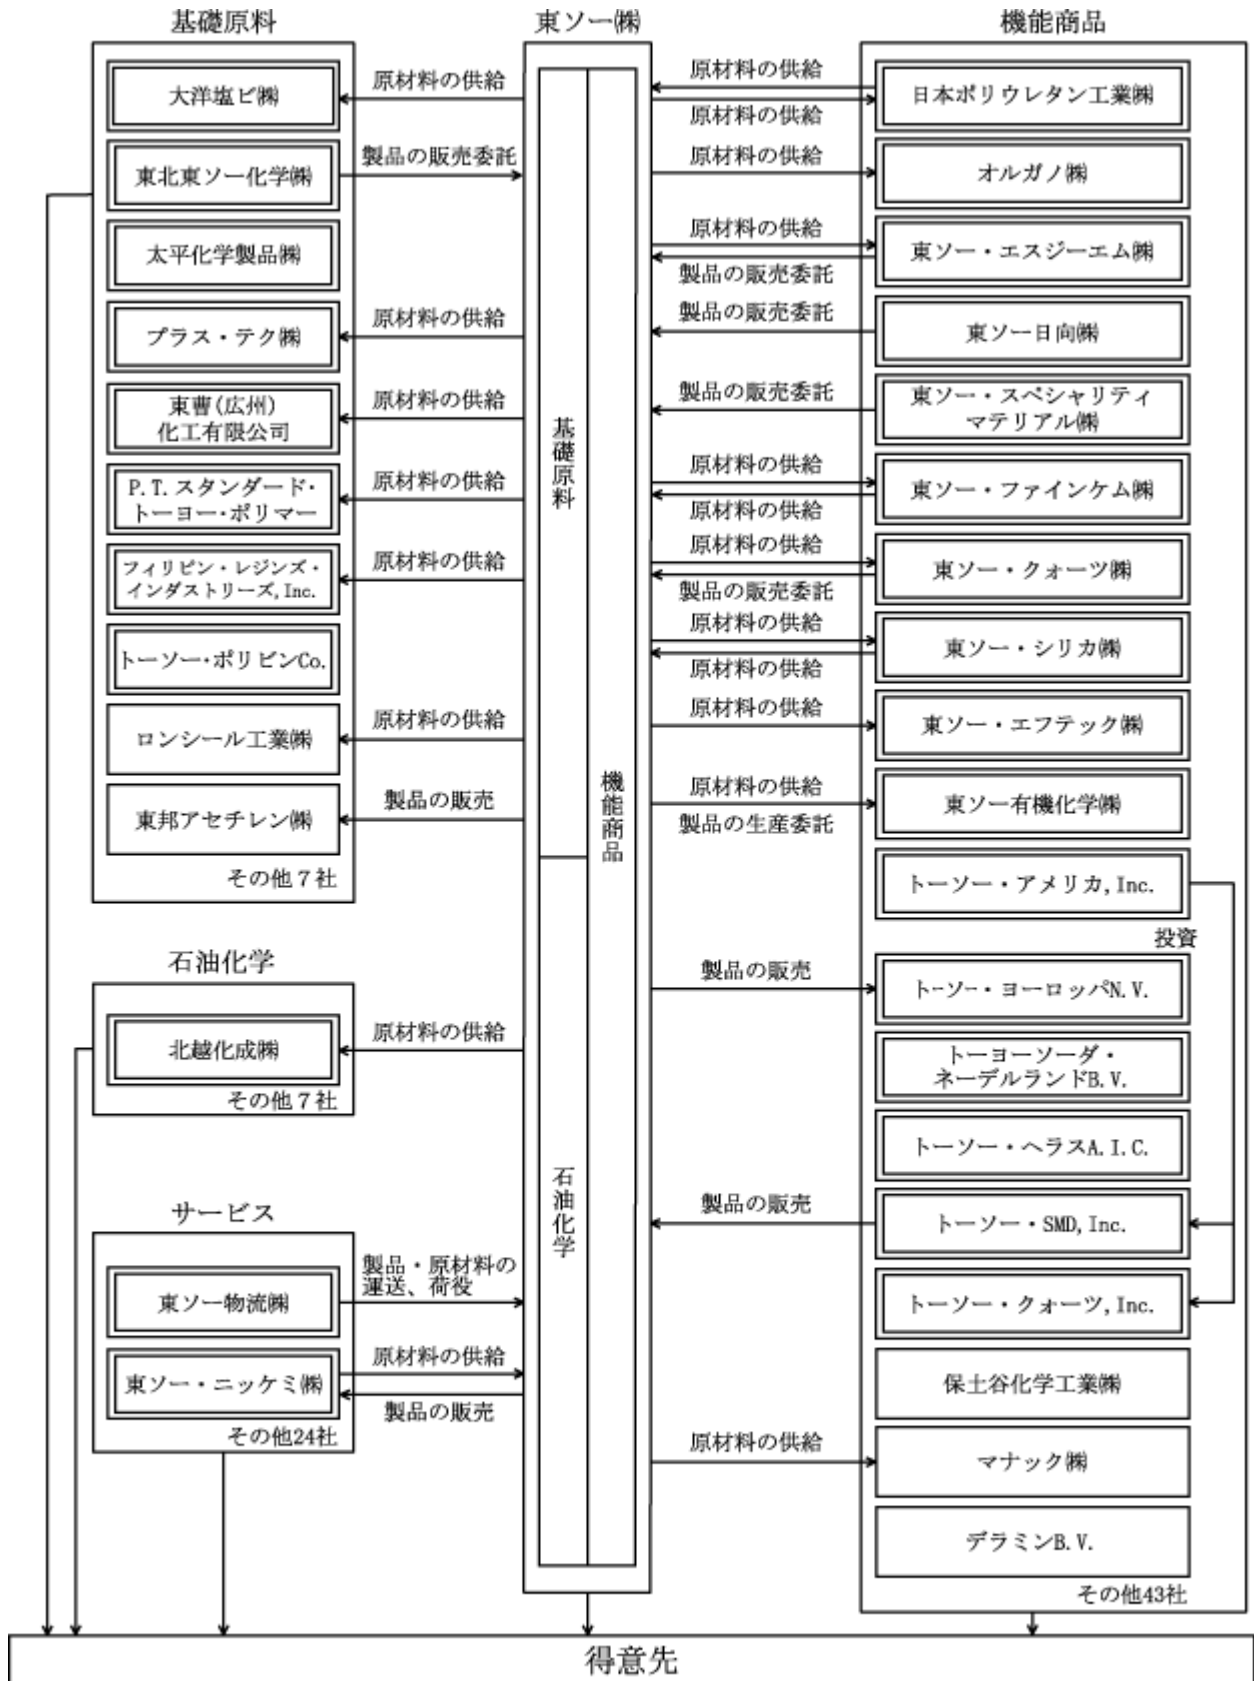 基礎原料
大洋塩ビ㈱
東北東ソー化学㈱
太平化学製品㈱
プラス・テク㈱
東曹(広州)
化工有限公司
P.T.スタンダード・
トーヨー・ポリマー
フィリピン・レジンズ・
インダストリーズ,Inc.
トーソー・ポリビンCo.
ロンシール工業㈱
東邦アセチレン㈱
その他７社
石油化学
北越化成㈱
その他７社
サービス
東ソー物流㈱
東ソー・ニッケミ㈱
その他24社
原材料の供給
製品の販売委託
原材料の供給
原材料の供給
原材料の供給
原材料の供給
原材料の供給
製品の販売
原材料の供給
製品・原材料の
運送、荷役
原材料の供給
製品の販売
東ソー㈱
基礎原料
機能商品
石油化学
原材料の供給
原材料の供給
原材料の供給
原材料の供給
製品の販売委託
製品の販売委託
製品の販売委託
原材料の供給
原材料の供給
原材料の供給
製品の販売委託
原材料の供給
原材料の供給
原材料の供給
原材料の供給
製品の生産委託
製品の販売
製品の販売
原材料の供給
機能商品
日本ポリウレタン工業㈱
オルガノ㈱
東ソー・エスジーエム㈱
東ソー日向㈱
東ソー・スペシャリティ
マテリアル㈱
東ソー・ファインケム㈱
東ソー・クォーツ㈱
東ソー・シリカ㈱
東ソー・エフテック㈱
東ソー有機化学㈱
トーソー・アメリカ,Inc.
投資
トーソー・ヨーロッパN.V.
トーヨーソーダ・
ネーデルランドB.V.
トーソー・ヘラスA.I.C.
トーソー・SMD,Inc.
トーソー・クォーツ,Inc.
保土谷化学工業㈱
マナック㈱
デラミンB.V.
その他43社
得意先